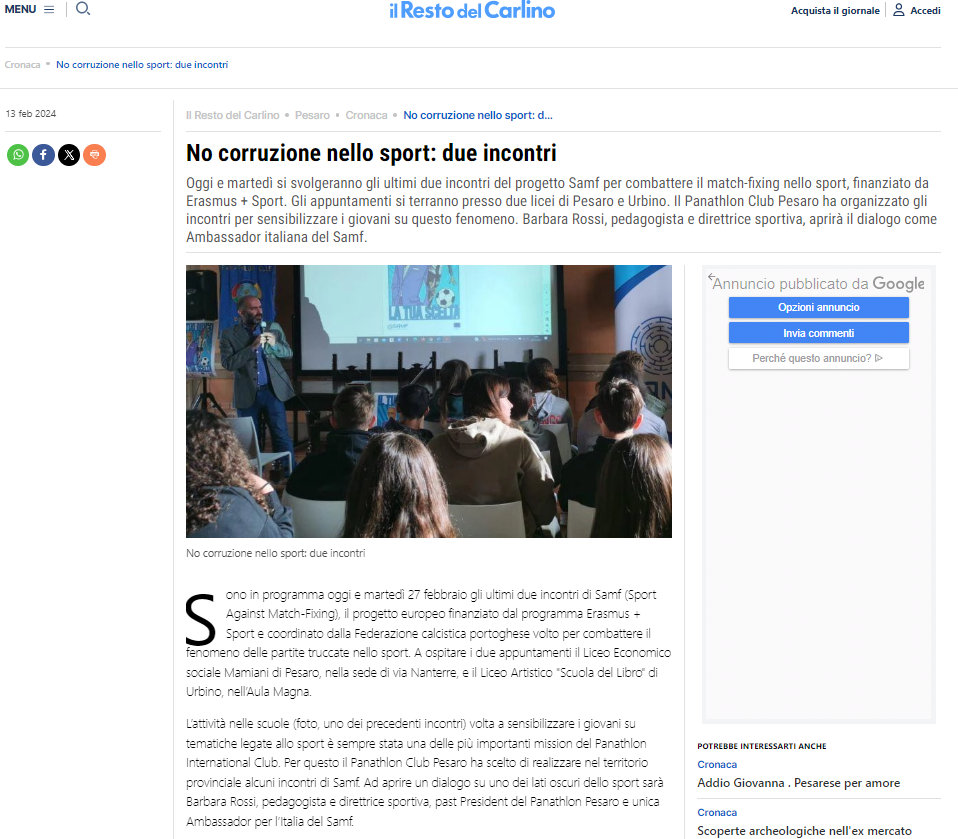 MENU
il Resto del Carlino
Acquista il giornale
Accedi
Cronaca • No corruzione nello sport: due incontri
13 feb 2024
Il Resto del Carlino • Pesaro • Cronaca • No corruzione nello sport: d...
No corruzione nello sport: due incontri
Oggi e martedì si svolgeranno gli ultimi due incontri del progetto Samf per combattere il match-fixing nello sport, finanziato da
Erasmus + Sport. Gli appuntamenti si terranno presso due licei di Pesaro e Urbino. Il Panathlon Club Pesaro ha organizzato gli
incontri per sensibilizzare i giovani su questo fenomeno. Barbara Rossi, pedagogista e direttrice sportiva, aprirà il dialogo come
Ambassador italiana del Samf.
LA TUA SCELTA
No corruzione nello sport: due incontri
Sono in programma oggi e martedì 27 febbraio gli ultimi due incontri di Samf (Sport
Against Match-Fixing), il progetto europeo finanziato dal programma Erasmus +
Sport e coordinato dalla Federazione calcistica portoghese volto per combattere il
fenomeno delle partite truccate nello sport. A ospitare i due appuntamenti il Liceo Economico
sociale Mamiani di Pesaro, nella sede di via Nanterre, e il Liceo Artistico "Scuola del Libro" di
Urbino, nell'Aula Magna.
L'attività nelle scuole (foto, uno dei precedenti incontri) volta a sensibilizzare i giovani su
tematiche legate allo sport è sempre stata una delle più importanti mission del Panathlon
International Club. Per questo il Panathlon Club Pesaro ha scelto di realizzare nel territorio
provinciale alcuni incontri di Samf. Ad aprire un dialogo su uno dei lati oscuri dello sport sarà
Barbara Rossi, pedagogista e direttrice sportiva, past President del Panathlon Pesaro e unica
Ambassador per l'Italia del Samf.
Annuncio pubblicato da Google
Opzioni annuncio
Invia commenti
Perché questo annuncio?
POTREBBE INTERESSARTI ANCHE
Cronaca
Addio Giovanna . Pesarese per amore
Cronaca
Scoperte archeologiche nell'ex mercato